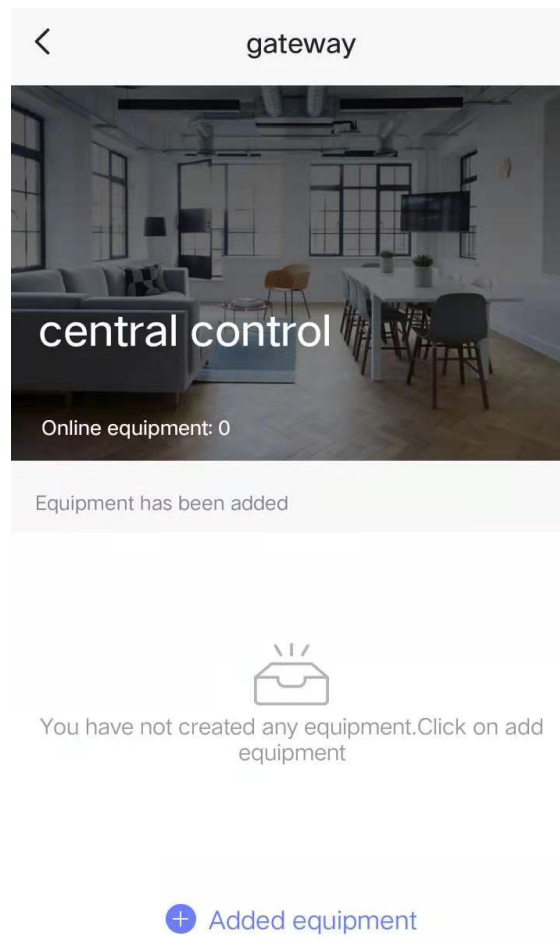 gateway
central control
Online equipment: 0
Equipment has been added
You have not created any equipment.Click on add
equipment
Added equipment